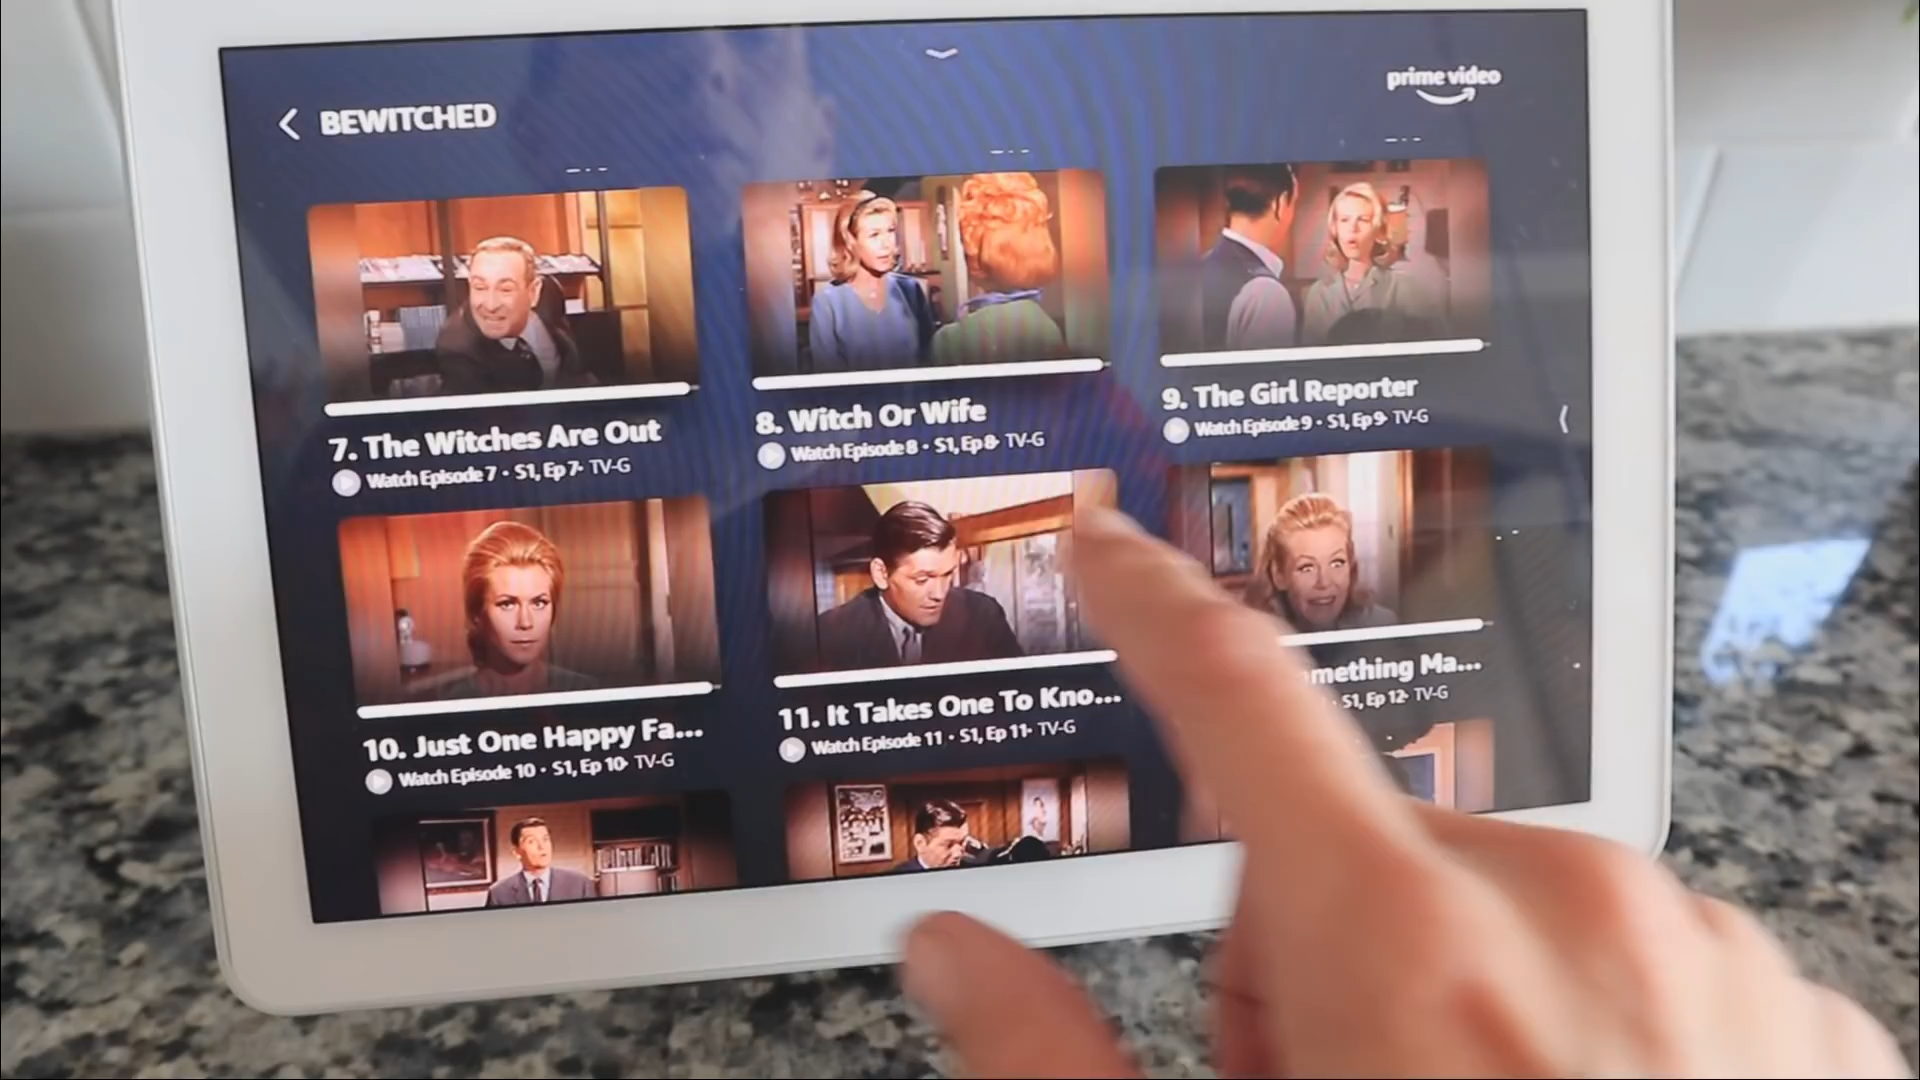 BEWITCHED
prime video
7. The Witches Are Out
Watch Episode 7 • S1, Ep 7• TV-G
8. Witch Or Wife
Watch Episode 8 • S1, Ep 8• TV-G
9. The Girl Reporter
Watch Episode 9 • S1, Ep 9• TV-G
10. Just One Happy Fa...
Watch Episode 10 • S1, Ep 10• TV-G
11. It Takes One To Kno...
Watch Episode 11 • S1, Ep 11• TV-G
mething Ma...
• S1, Ep 12• TV-G